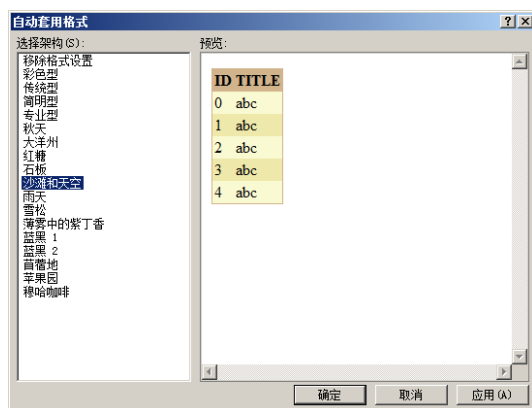 自动套用格式
选择架构(S):
移除格式设置
彩色型
传统型
简明型
专业型
秋天
大洋州
红糖
石板
沙滩和天空
雨天
雪松
薄雾中的紫丁香
蓝黑 1
蓝黑 2
苜蓿地
苹果园
穆哈咖啡
预览:
ID TITLE
0 abc
1 abc
2 abc
3 abc
4 abc
确定 取消 应用(A)